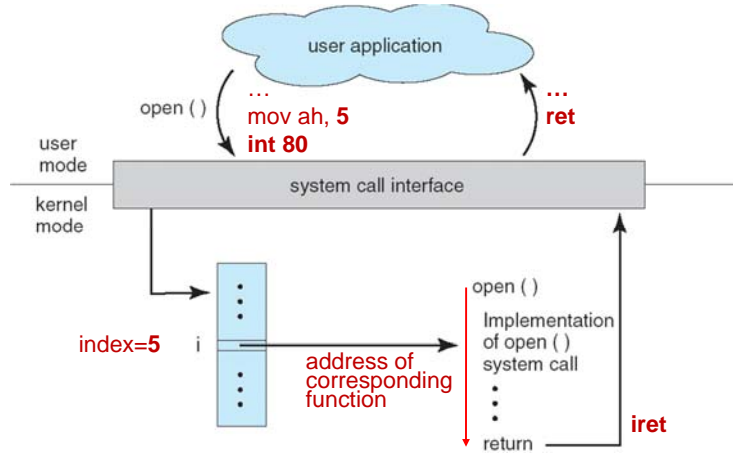 user application
…
mov ah, 5
int 80
open ( )
…
ret
user
mode
system call interface
kernel
mode
index=5
i
address of
corresponding
function
open ( )
Implementation
of open ( )
system call
return
iret